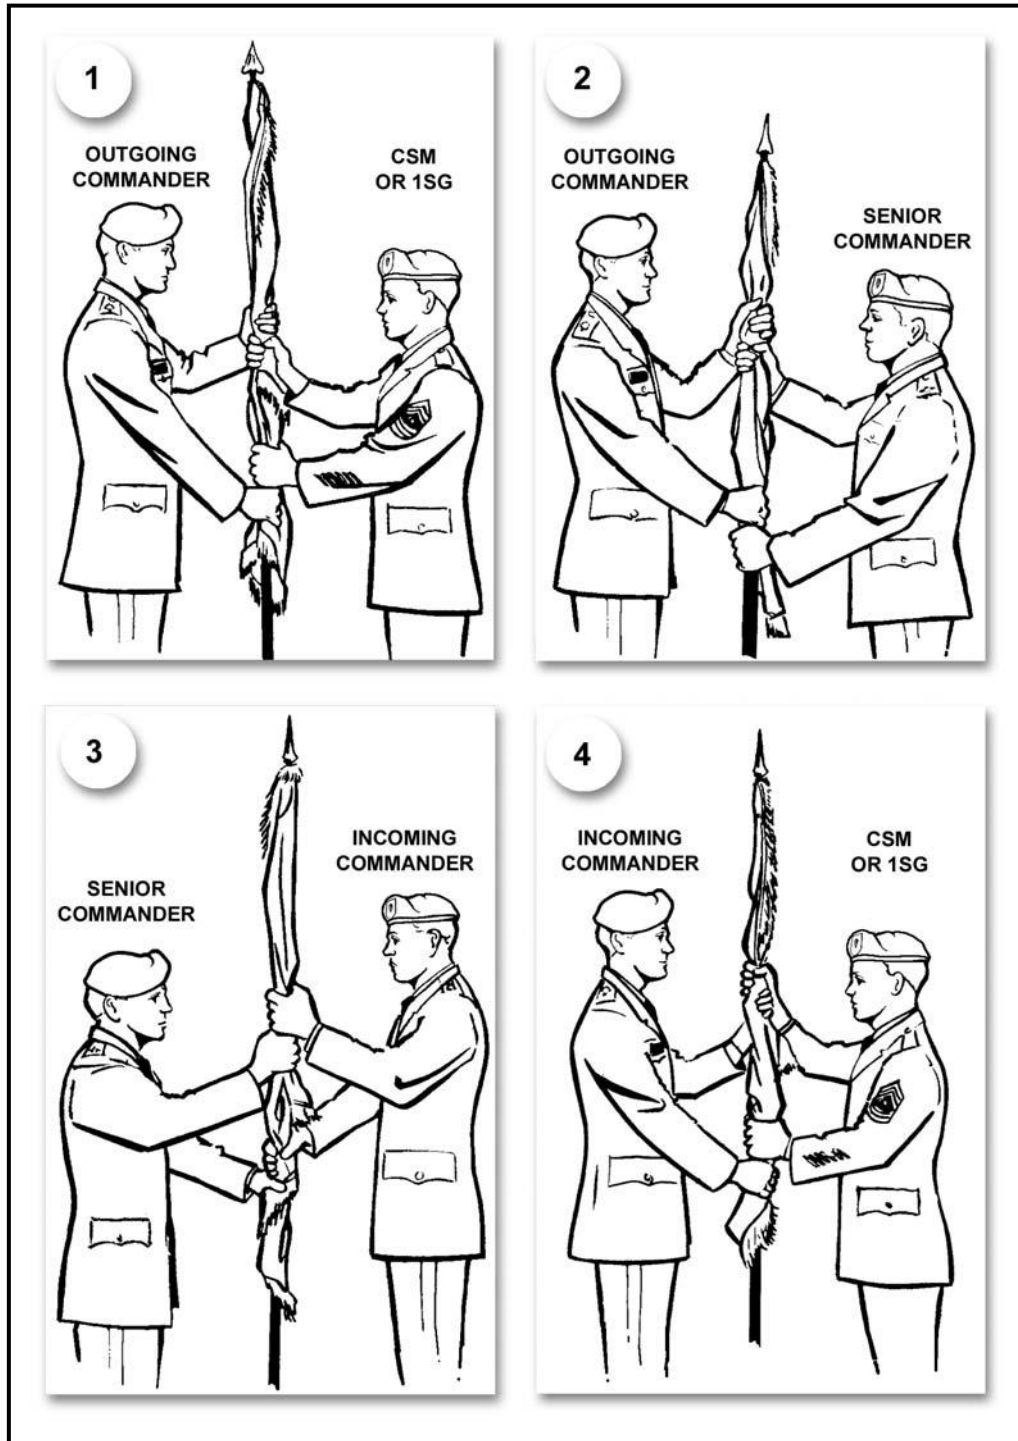 1
OUTGOING
COMMANDER
CSM
OR 1SG
2
OUTGOING
COMMANDER
SENIOR
COMMANDER
3
SENIOR
COMMANDER
INCOMING
COMMANDER
4
INCOMING
COMMANDER
CSM
OR 1SG